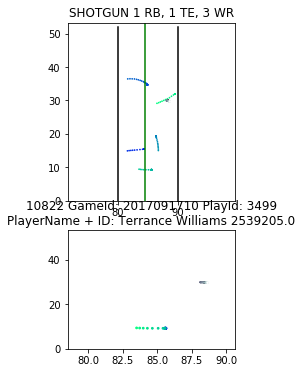 SHOTGUN 1 RB, 1 TE, 3 WR
50
40
30
20
10
0
80 90
10822 GameId: 2017091710 PlayId: 3499
PlayerName + ID: Terrance Williams 2539205.0
40
20
0
80.0 82.5 85.0 87.5 90.0